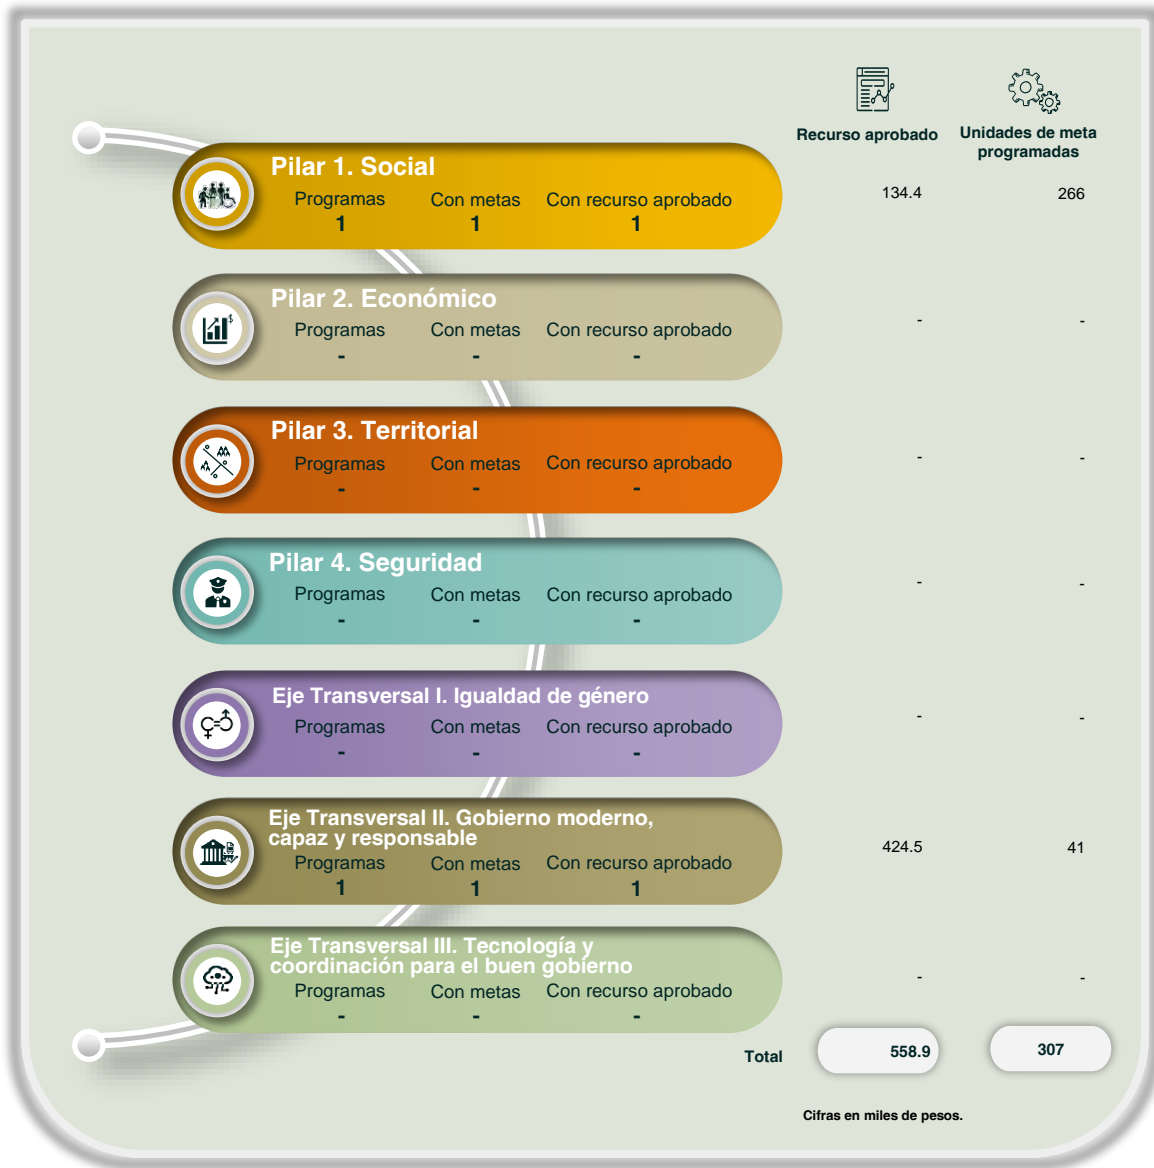 Recurso aprobado
Unidades de meta
programadas
Pilar 1. Social
Programas Con metas Con recurso aprobado
1 1 1
134.4 266
Pilar 2. Económico
Programas Con metas Con recurso aprobado
- - -
- -
Pilar 3. Territorial
Programas Con metas Con recurso aprobado
- - -
- -
Pilar 4. Seguridad
Programas Con metas Con recurso aprobado
- - -
- -
Eje Transversal I. Igualdad de género
Programas Con metas Con recurso aprobado
- - -
- -
Eje Transversal II. Gobierno moderno,
capaz y responsable
Programas Con metas Con recurso aprobado
1 1 1
424.5 41
Eje Transversal III. Tecnología y
coordinación para el buen gobierno
Programas Con metas Con recurso aprobado
- - -
- -
Total 558.9 307
Cifras en miles de pesos.